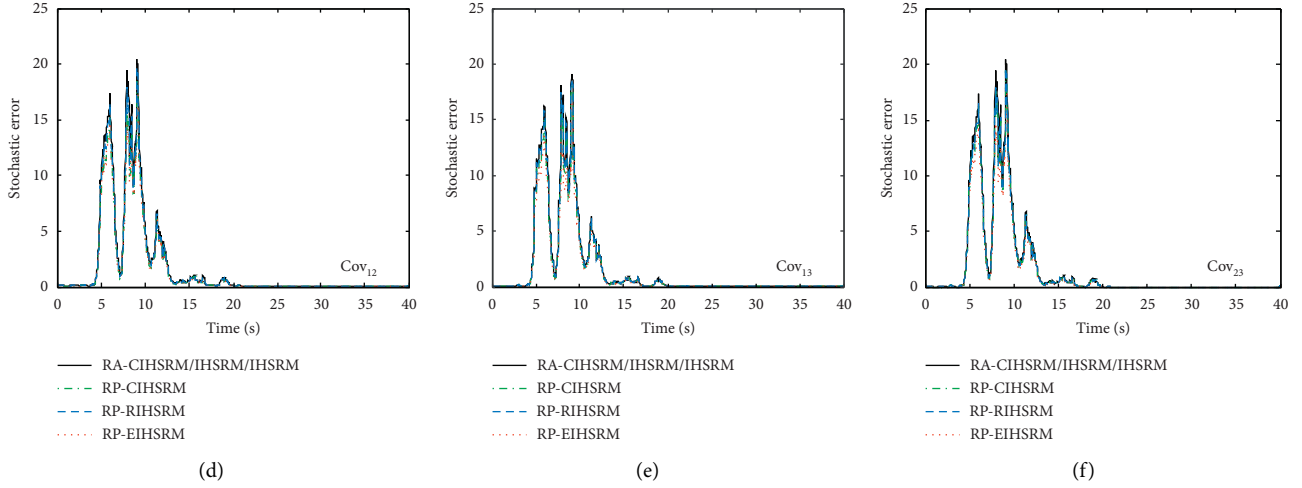 25
20
15
10
5
0
Stochastic error
Cov12
0 5 10 15 20 25 30 35 40
Time (s)
RA-CIHSRM/IHSRM/IHSRM
RP-CIHSRM
RP-RIHSRM
RP-EIHSRM
(d)
25
20
15
10
5
0
Stochastic error
Cov13
0 5 10 15 20 25 30 35 40
Time (s)
RA-CIHSRM/IHSRM/IHSRM
RP-CIHSRM
RP-RIHSRM
RP-EIHSRM
(e)
25
20
15
10
5
0
Stochastic error
Cov23
0 5 10 15 20 25 30 35 40
Time (s)
RA-CIHSRM/IHSRM/IHSRM
RP-CIHSRM
RP-RIHSRM
RP-EIHSRM
(f)